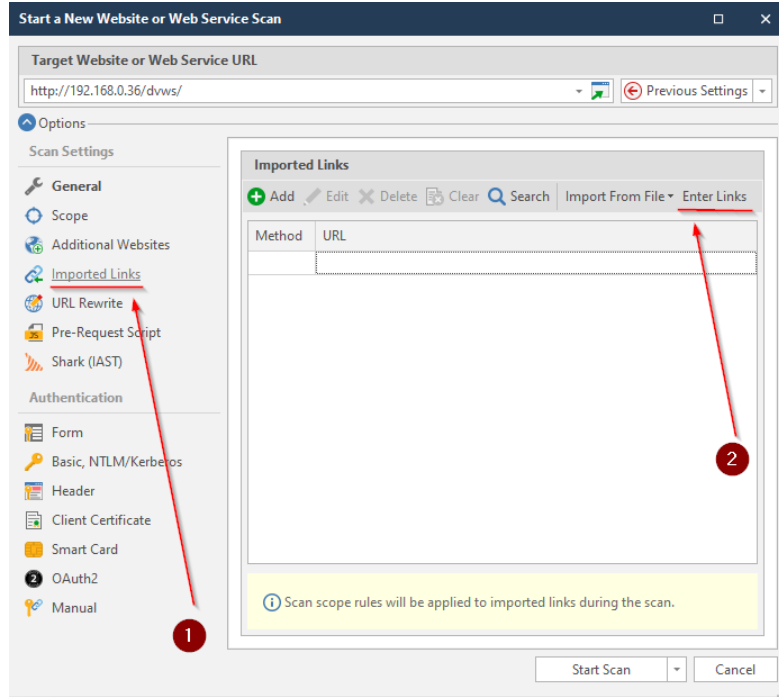 Start a New Website or Web Service Scan
Target Website or Web Service URL
http://192.168.0.36/dvws/
Previous Settings
Options
Scan Settings
General
Scope
Additional Websites
Imported Links
URL Rewrite
Pre-Request Script
Shark (IAST)
Authentication
Form
Basic, NTLM/Kerberos
Header
Client Certificate
Smart Card
OAuth2
Manual
1
Imported Links
Add Edit Delete Clear Search Import From File Enter Links
Method URL
2
Scan scope rules will be applied to imported links during the scan.
Start Scan Cancel